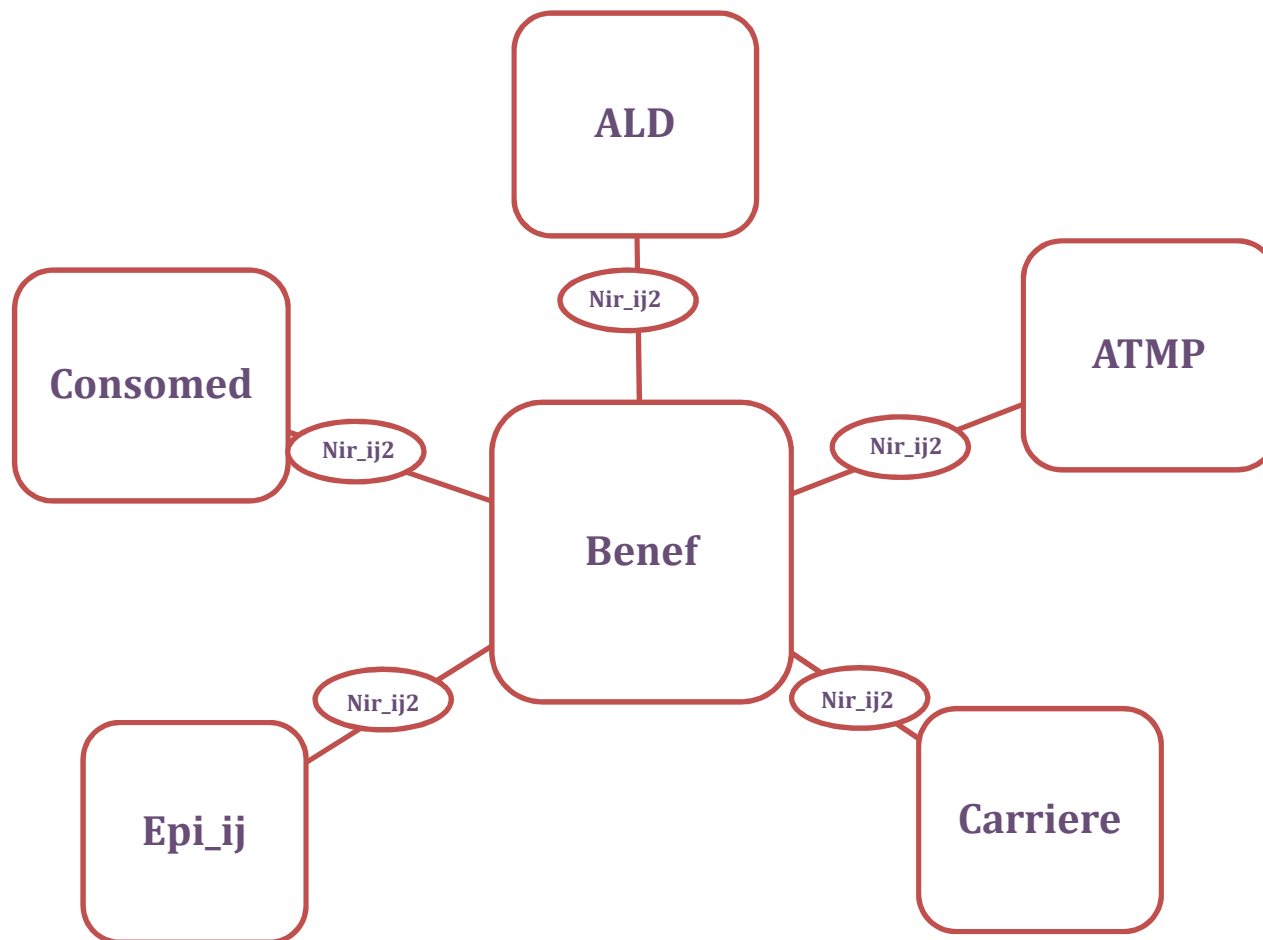 ALD
Nir_ij2
ATMP
Consomed
Nir_ij2
Nir_ij2
Benef
Nir_ij2
Nir_ij2
Epi_ij
Carriere